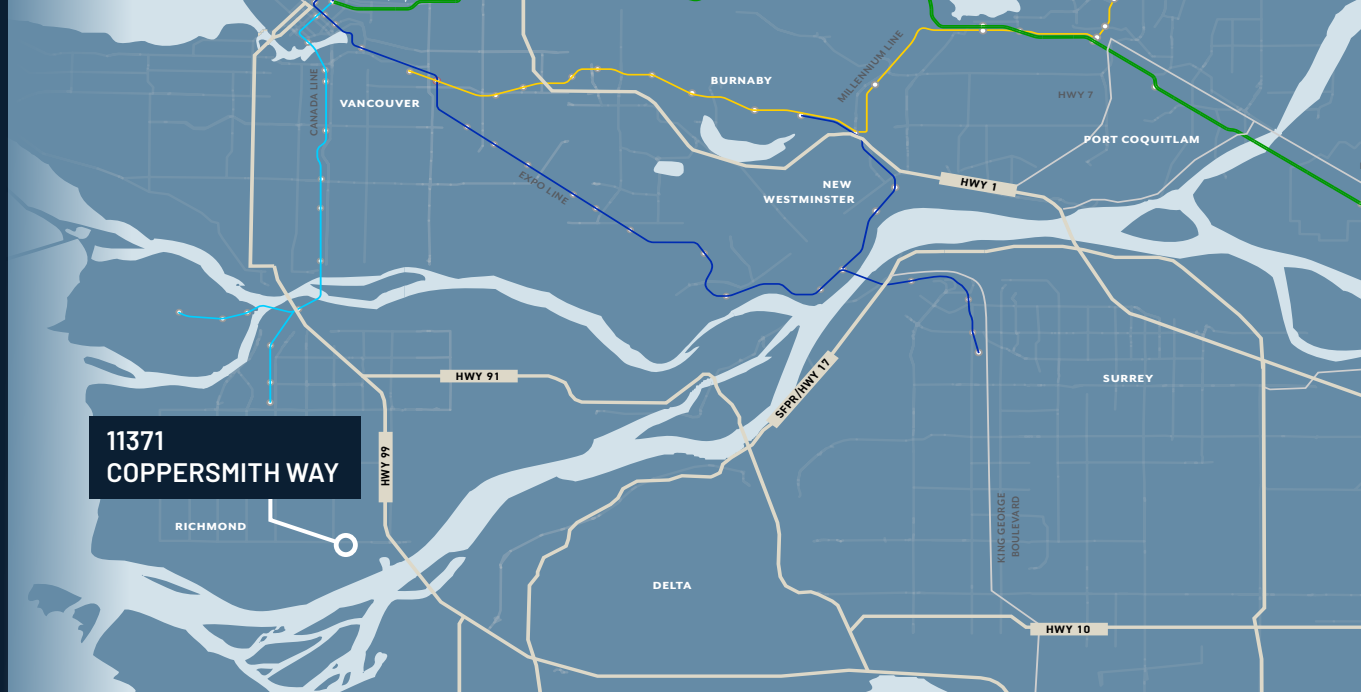 MILLENNIUM LINE
BURNABY
CANADA LINE
VANCOUVER
HWY 7
PORT COQUITLAM
EXPO LINE
NEW
WESTMINSTER
HWY 1
HWY 91
SFPR/HWY 17
SURREY
11371
COPPERSMITH WAY
HWY 99
RICHMOND
KING GEORGE
BOULEVARD
DELTA
HWY 10